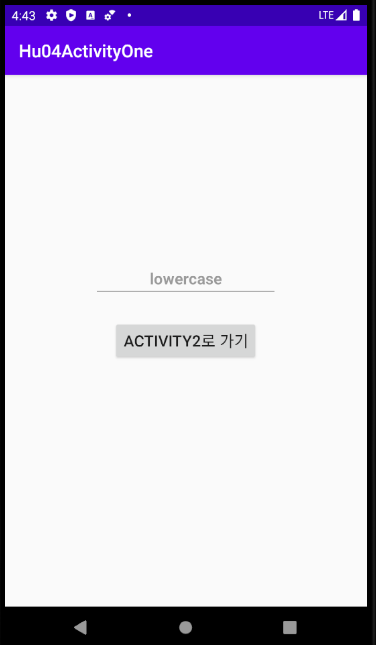 4:43 LTE
Hu04ActivityOne
lowercase
ACTIVITY2로 가기